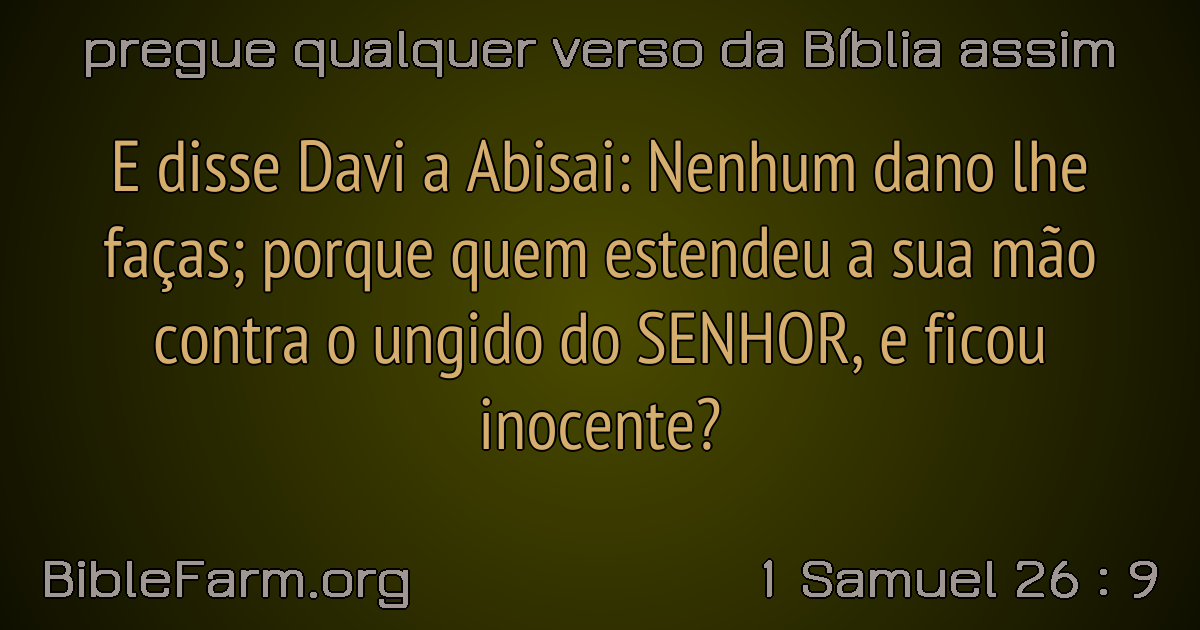 pregue qualquer verso da Bíblia assim
E disse Davi a Abisai: Nenhum dano lhe
faças; porque quem estendeu a sua mão
contra o ungido do SENHOR, e ficou
inocente?
BibleFarm.org
1 Samuel 26 : 9